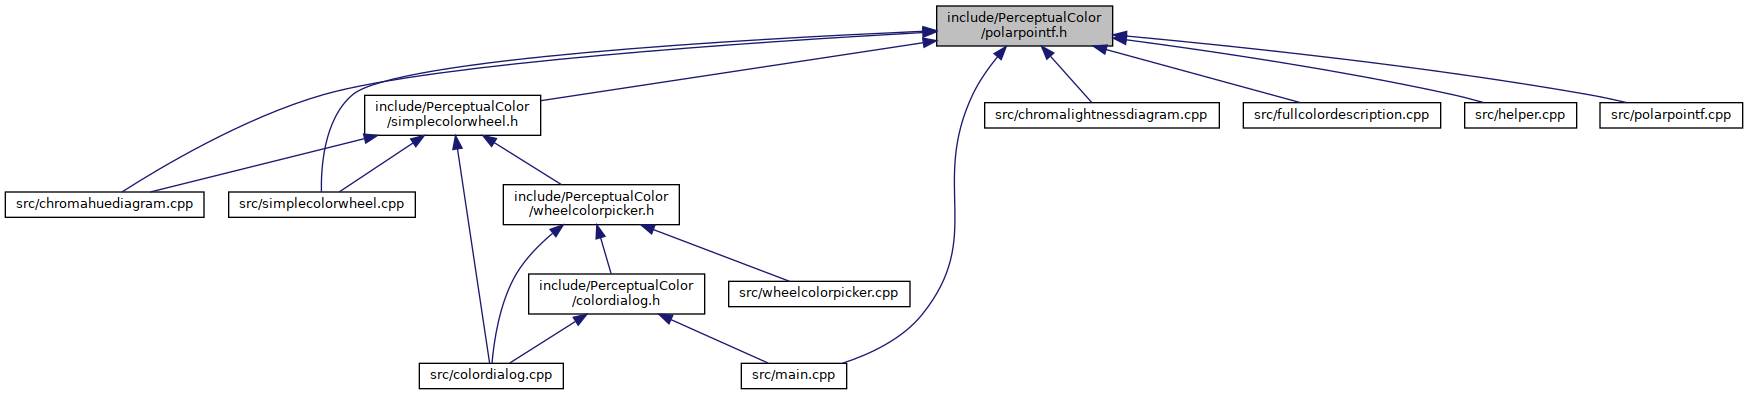 include/PerceptualColor
/polarpointf.h
include/PerceptualColor
/simplecolorwheel.h
src/chromalightnessdiagram.cpp
src/fullcolordescription.cpp
src/helper.cpp
src/polarpointf.cpp
src/chromahuediagram.cpp
src/simplecolorwheel.cpp
include/PerceptualColor
/wheelcolorpicker.h
include/PerceptualColor
/colordialog.h
src/wheelcolorpicker.cpp
src/colordialog.cpp
src/main.cpp